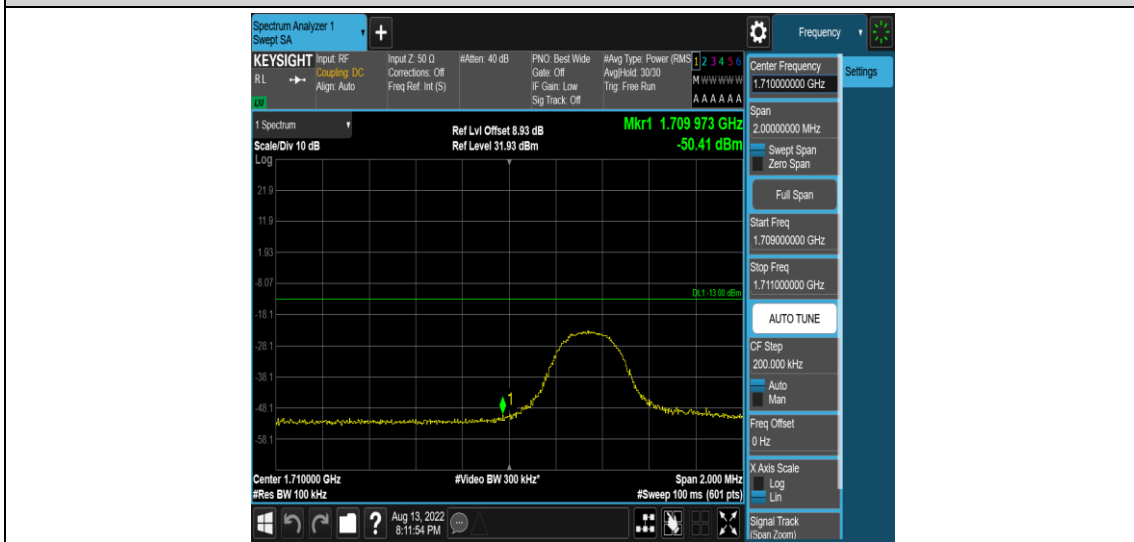 Spectrum Analyzer 1
Swept SA
+
Frequency
KEYSIGHT Input: RF
R L
Coupling: DC
Align: Auto
Input Z: 50 Ω
Corrections: Off
Freq Ref: Int (S)
#Atten: 40 dB
PNO: Best Wide
Gate: Off
IF Gain: Low
Sig Track: Off
#Avg Type: Power (RMS
Avg|Hold: 30/30
Trig: Free Run
1 2 3 4 5 6
M W W W W W
A A A A A A
1 Spectrum
Scale/Div 10 dB
Log
Ref Lvl Offset 8.93 dB
Ref Level 31.93 dBm
Mkr1 1.709 973 GHz
-50.41 dBm
21.9
11.9
1.93
-8.07
DL1 -13.00 dBm
-18.1
-28.1
-38.1
-48.1
1
-58.1
Center 1.710000 GHz
#Res BW 100 kHz
#Video BW 300 kHz*
Span 2.000 MHz
#Sweep 100 ms (601 pts)
?
Aug 13, 2022
8:11:54 PM
Center Frequency
1.710000000 GHz
Settings
Span
2.00000000 MHz
Swept Span
Zero Span
Full Span
Start Freq
1.709000000 GHz
Stop Freq
1.711000000 GHz
AUTO TUNE
CF Step
200.000 kHz
Auto
Man
Freq Offset
0 Hz
X Axis Scale
Log
Lin
Signal Track
(Span Zoom)